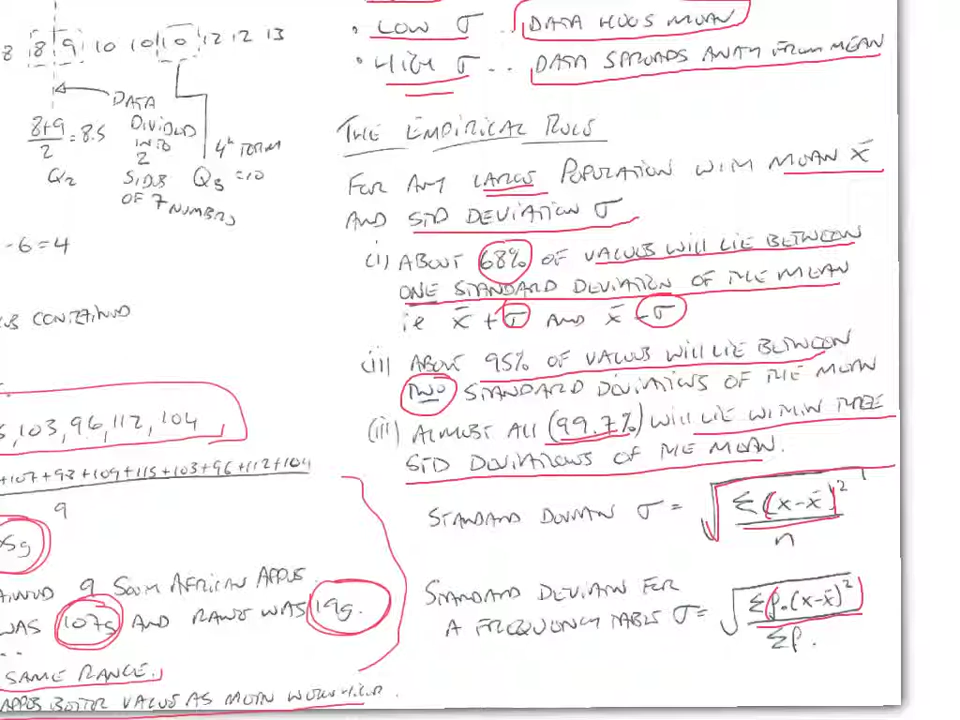 8 8 9 10 10 10 12 12 13
DATA
DIVIDED
INTO
2
SIDES
OF 7 NUMBERS
8+9/2 = 8.5
Q2
4th TERM
Q3 = 10
-6 = 4
CONTAINED
103, 96, 112, 104
+107+93+109+115+103+96+112+104
9
5g
9 SOUTH AFRICAN APPLES
WAS 107g AND RANGE WAS 19g.
...
SAME RANGE.
APPLES BETTER VALUE AS MEAN WEIGHT IS
• LOW σ .. DATA HUGS MEAN
• HIGH σ .. DATA SPREADS AWAY FROM MEAN
THE EMPIRICAL RULE
FOR ANY LARGE POPULATION WITH MEAN x̄
AND STD DEVIATION σ
(i) ABOUT 68% OF VALUES WILL LIE BETWEEN
ONE STANDARD DEVIATION OF THE MEAN
ie x̄ + σ AND x̄ - σ
(ii) ABOUT 95% OF VALUES WILL LIE BETWEEN
TWO STANDARD DEVIATIONS OF THE MEAN
(iii) ALMOST ALL (99.7%) WILL LIE WITHIN THREE
STD DEVIATIONS OF THE MEAN.
STANDARD DEVIATION σ = √(Σ(x-x̄)²/n)
STANDARD DEVIATION FOR
A FREQUENCY TABLE σ = √(Σf.(x-x̄)²/Σf.)